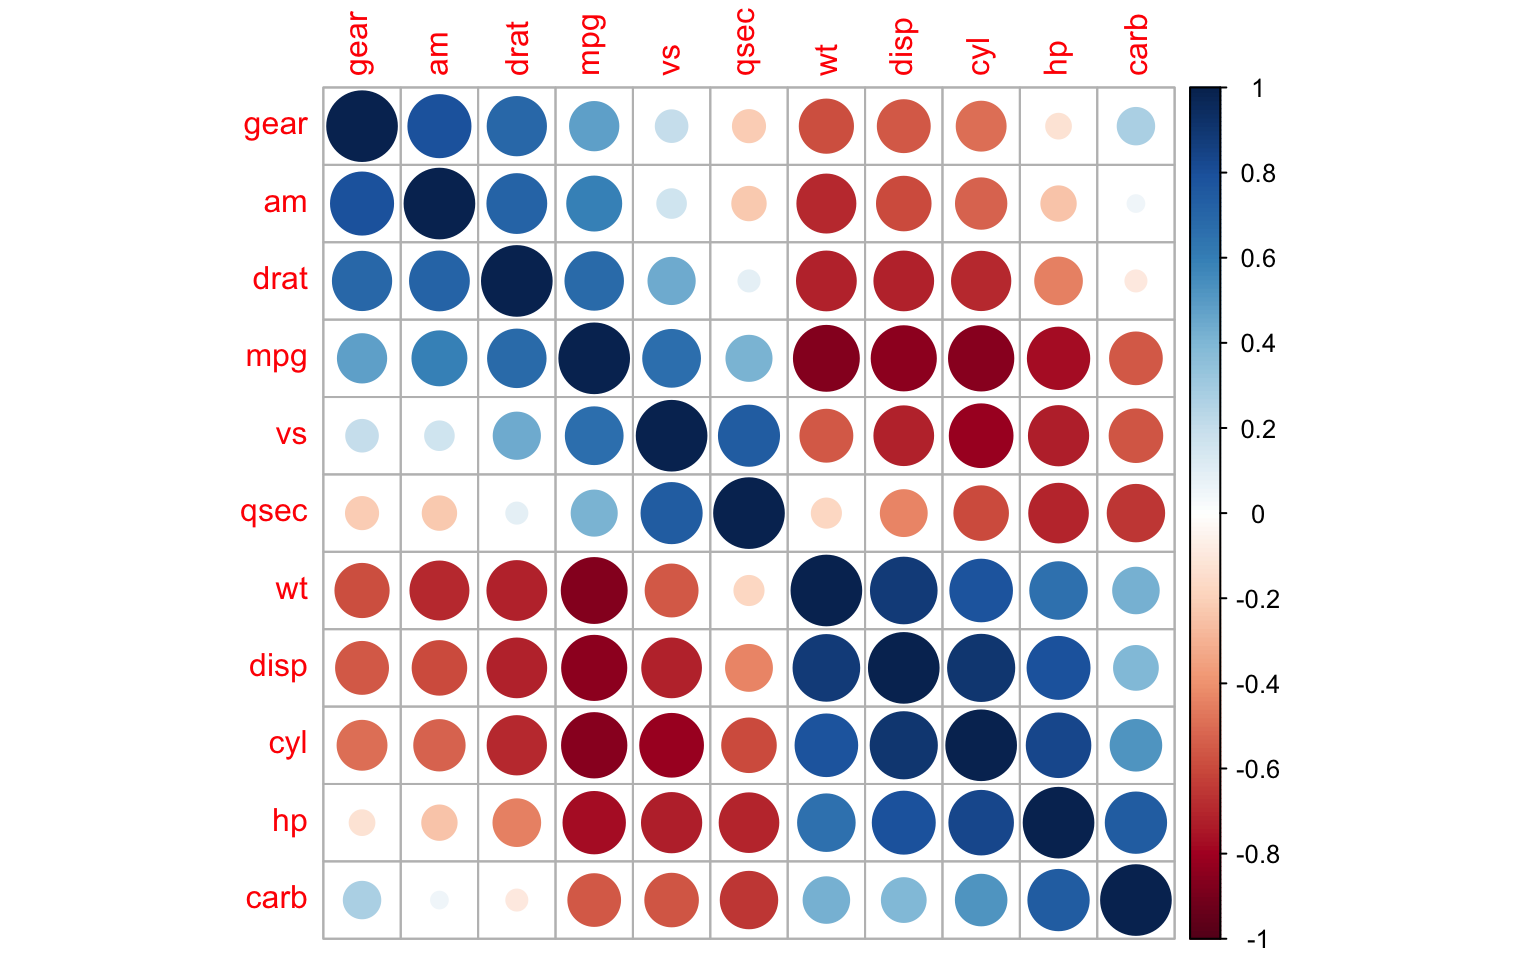 gear am drat mpg vs qsec wt disp cyl hp carb
gear
am
drat
mpg
vs
qsec
wt
disp
cyl
hp
carb
1
0.8
0.6
0.4
0.2
0
-0.2
-0.4
-0.6
-0.8
-1